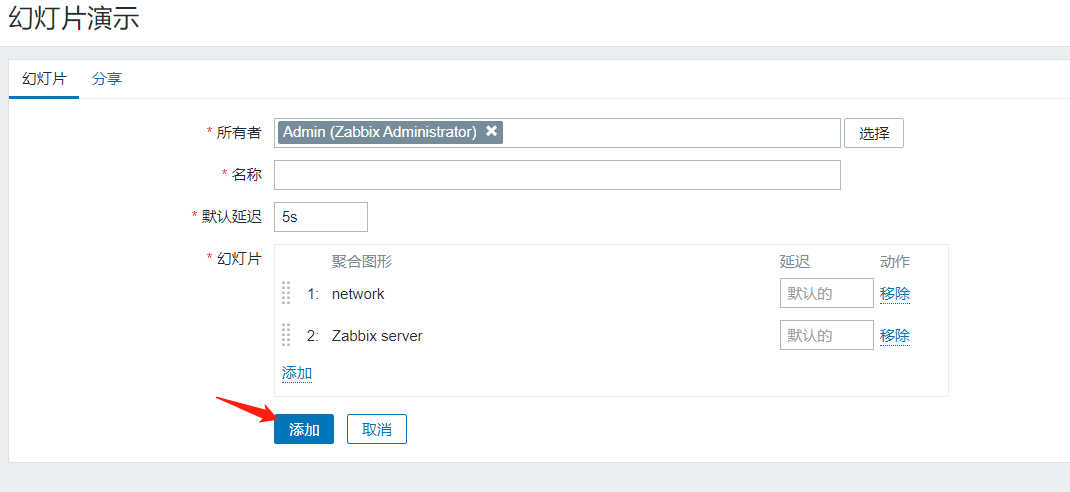 幻灯片演示
幻灯片 分享
* 所有者 Admin (Zabbix Administrator) 选择
* 名称
* 默认延迟 5s
* 幻灯片 聚合图形 延迟 动作
1: network 默认的 移除
2: Zabbix server 默认的 移除
添加
添加 取消